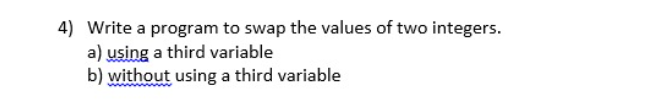 4) Write a program to swap the values of two integers.
a) using a third variable
b) without using a third variable